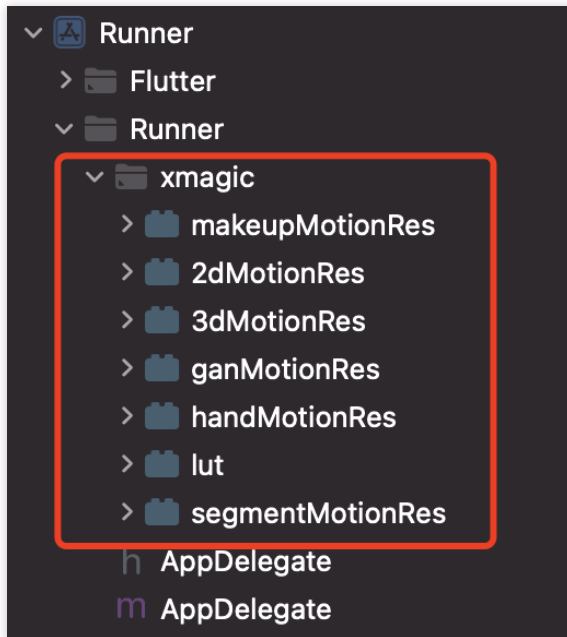 Runner
Flutter
Runner
xmagic
makeupMotionRes
2dMotionRes
3dMotionRes
ganMotionRes
handMotionRes
lut
segmentMotionRes
h AppDelegate
m AppDelegate